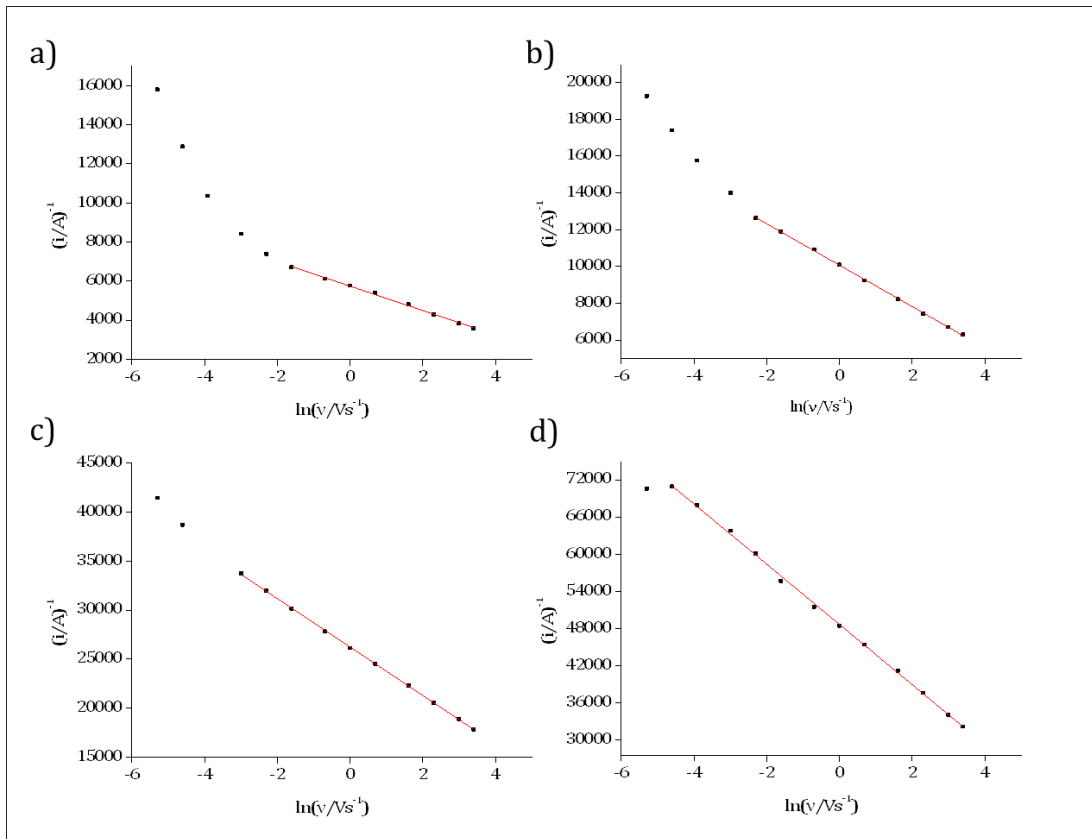 a)
16000
14000
12000
10000
8000
6000
4000
2000
(i/A)⁻¹
-6 -4 -2 0 2 4
ln(v/Vs⁻¹)
b)
20000
18000
16000
14000
12000
10000
8000
6000
(i/A)⁻¹
-6 -4 -2 0 2 4
ln(ν/Vs⁻¹)
c)
45000
40000
35000
30000
25000
20000
15000
(i/A)⁻¹
-6 -4 -2 0 2 4
ln(v/Vs⁻¹)
d)
72000
66000
60000
54000
48000
42000
36000
30000
(i/A)⁻¹
-6 -4 -2 0 2 4
ln(v/Vs⁻¹)